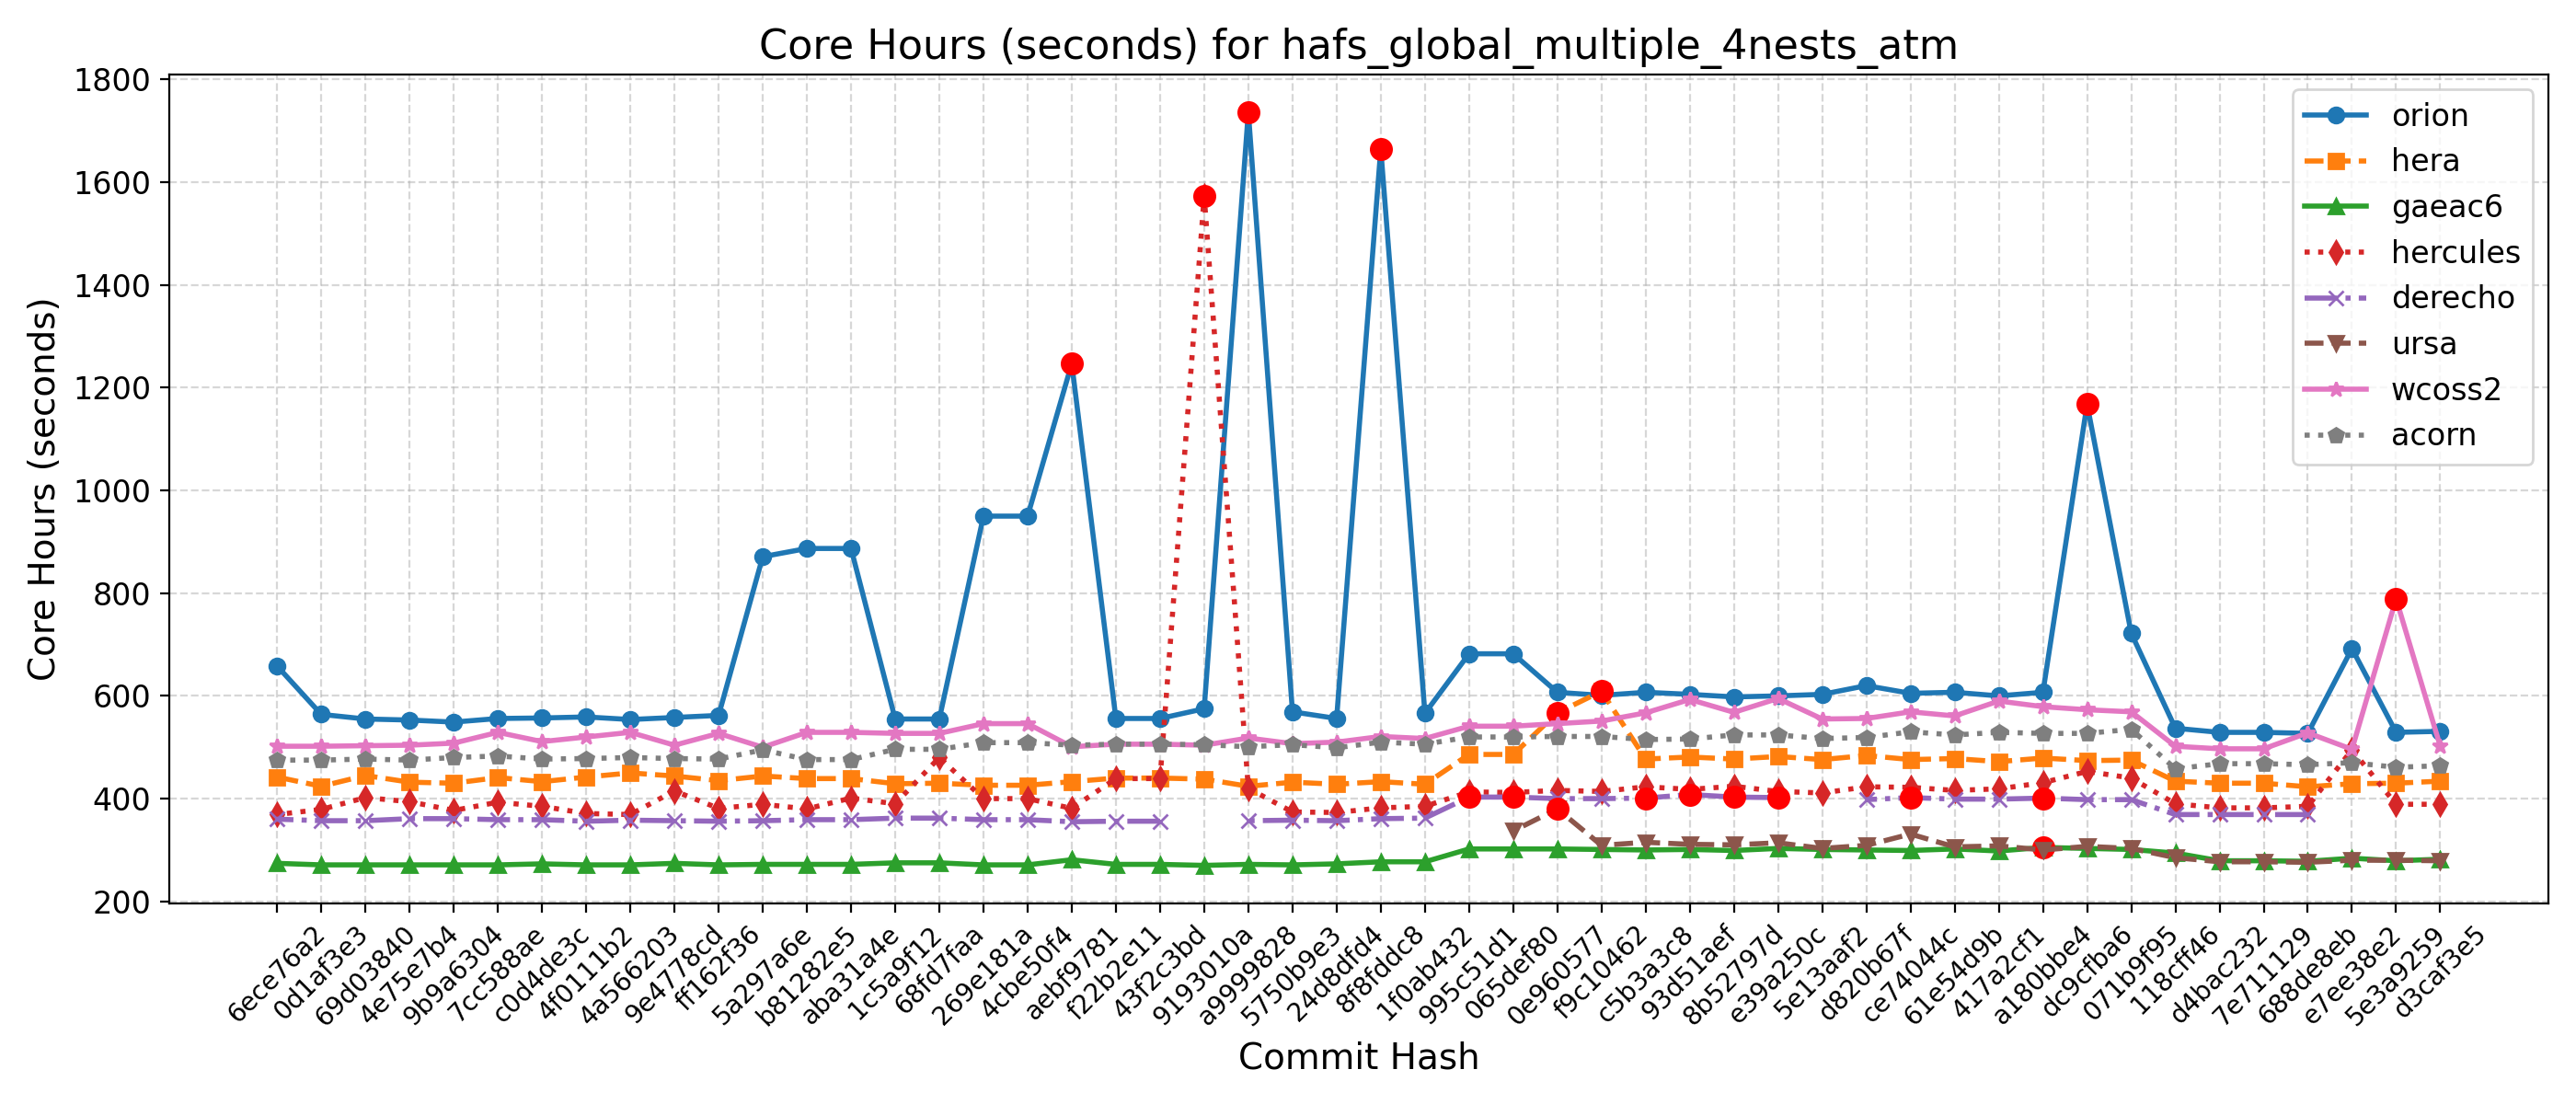 Core Hours (seconds) for hafs_global_multiple_4nests_atm
Core Hours (seconds)
1800
1600
1400
1200
1000
800
600
400
200
orion
hera
gaeac6
hercules
derecho
ursa
wcoss2
acorn
6ece76a2
0d1af3e3
69d03840
4e75e7b4
9b9a6304
7cc588ae
c0d4de3c
4f0111b2
4a566203
9e4778cd
ff162f36
5a297a6e
b81282e5
aba31a4e
1c5a9f12
68fd7faa
269e181a
4cbe50f4
aebf9781
f22b2e11
43f2c3bd
9193010a
a9999828
5750b9e3
24d8dfd4
8f8fddc8
1f0ab432
995c51d1
065def80
0e960577
f9c10462
c5b3a3c8
93d51aef
8b52797d
e39a250c
5e13aaf2
d820b67f
ce74044c
61e54d9b
417a2cf1
a180bbe4
dc9cfba6
071b9f95
118cff46
d4bac232
7e711129
688de8eb
e7ee38e2
5e3a9259
d3caf3e5
Commit Hash